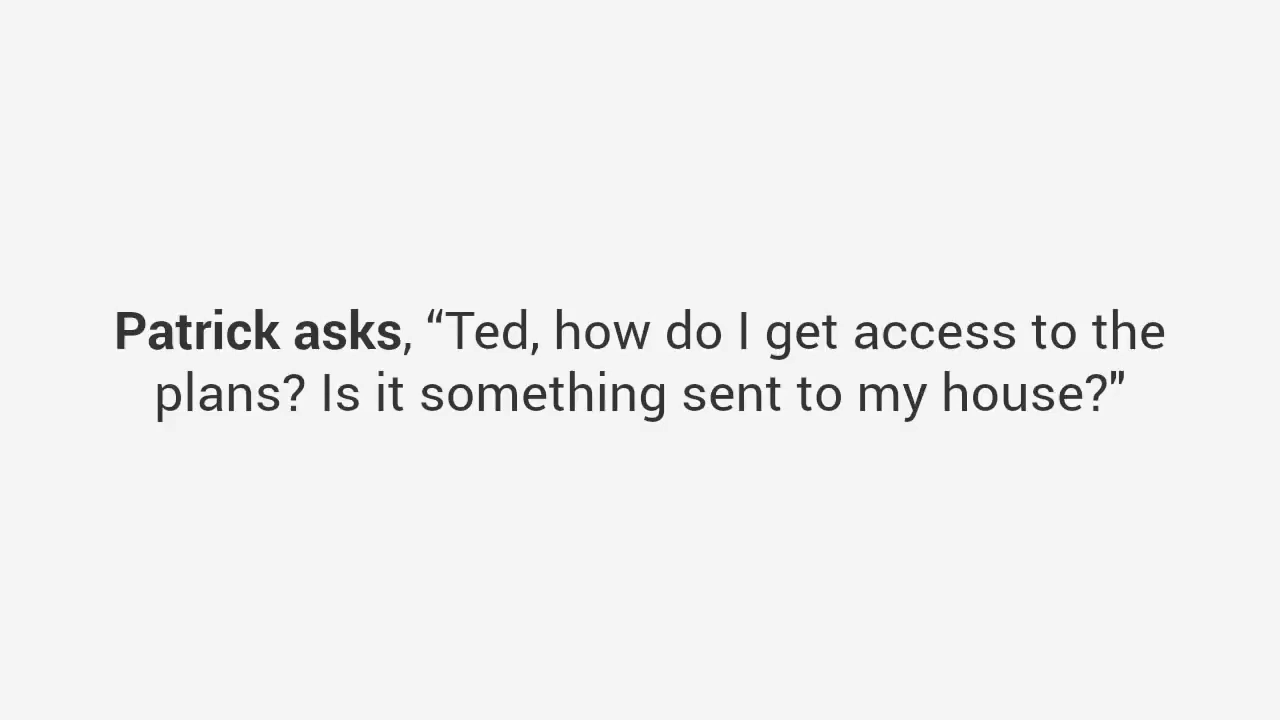 Patrick asks, “Ted, how do I get access to the
plans? Is it something sent to my house?"